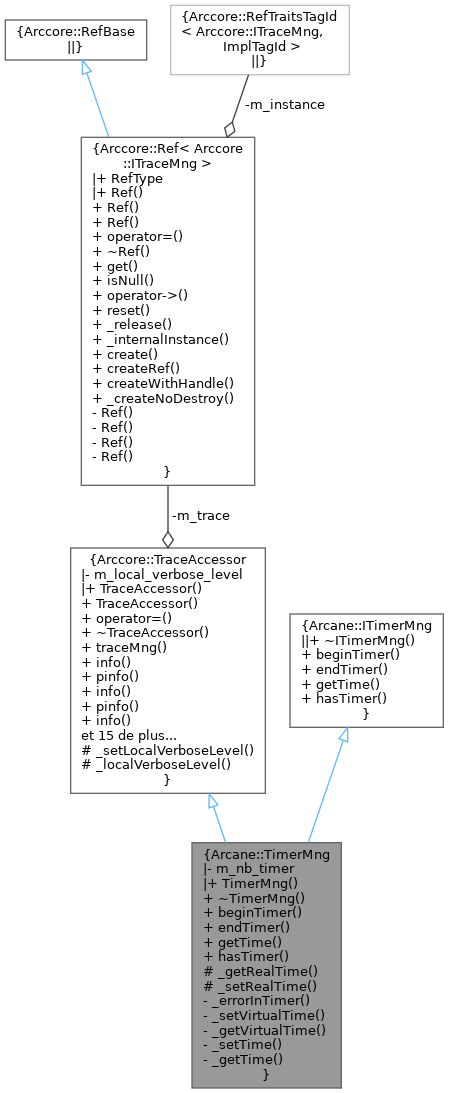 {Arccore::RefBase
||}
{Arccore::RefTraitsTagId
< Arccore::ITraceMng,
ImplTagId >
||}
-m_instance
{Arccore::Ref< Arccore
::ITraceMng >
|+ RefType
|+ Ref()
+ Ref()
+ Ref()
+ operator=()
+ ~Ref()
+ get()
+ isNull()
+ operator->()
+ reset()
+ _release()
+ _internalInstance()
+ create()
+ createRef()
+ createWithHandle()
+ _createNoDestroy()
- Ref()
- Ref()
- Ref()
- Ref()
}
-m_trace
{Arccore::TraceAccessor
|- m_local_verbose_level
|+ TraceAccessor()
+ TraceAccessor()
+ operator=()
+ ~TraceAccessor()
+ traceMng()
+ info()
+ pinfo()
+ info()
+ pinfo()
+ info()
et 15 de plus...
# _setLocalVerboseLevel()
# _localVerboseLevel()
}
{Arcane::ITimerMng
||+ ~ITimerMng()
+ beginTimer()
+ endTimer()
+ getTime()
+ hasTimer()
}
{Arcane::TimerMng
|- m_nb_timer
|+ TimerMng()
+ ~TimerMng()
+ beginTimer()
+ endTimer()
+ getTime()
+ hasTimer()
# _getRealTime()
# _setRealTime()
- _errorInTimer()
- _setVirtualTime()
- _getVirtualTime()
- _setTime()
- _getTime()
}